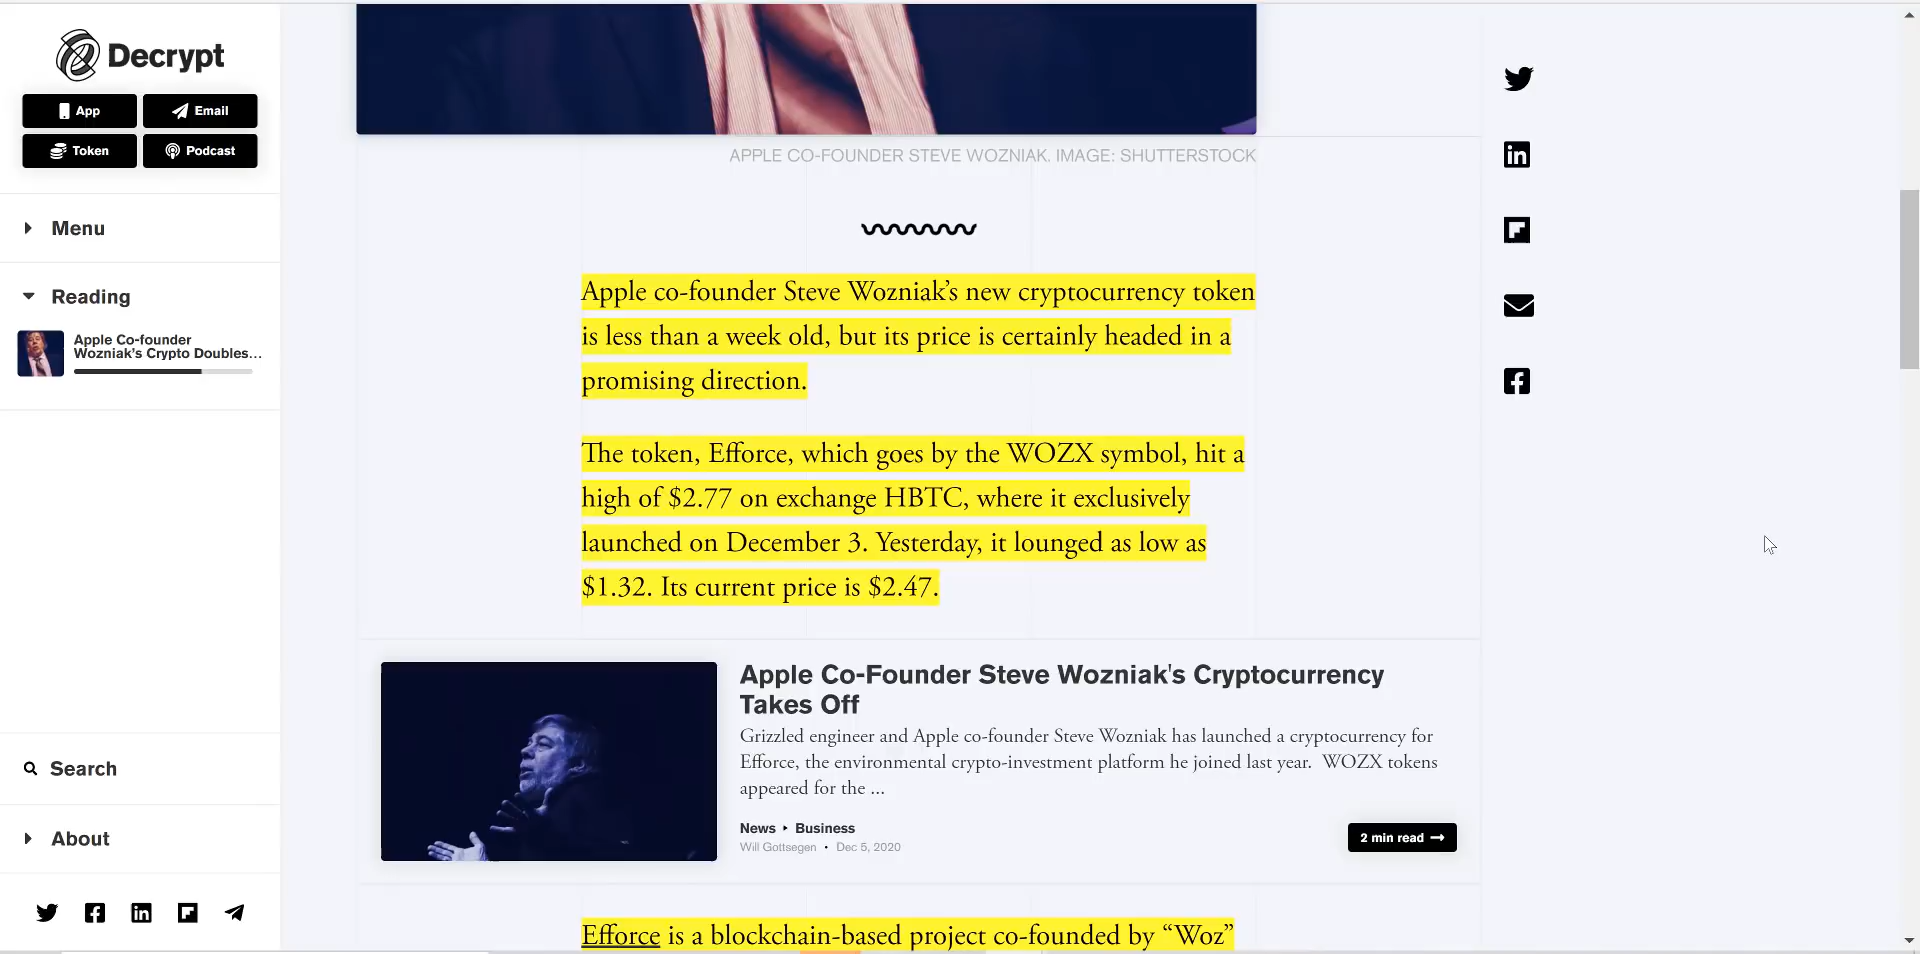 Decrypt
App
Email
Token
Podcast
Menu
Reading
Apple Co-founder
Wozniak's Crypto Doubles...
Search
About
APPLE CO-FOUNDER STEVE WOZNIAK. IMAGE: SHUTTERSTOCK
Apple co-founder Steve Wozniak’s new cryptocurrency token
is less than a week old, but its price is certainly headed in a
promising direction.
The token, Efforce, which goes by the WOZX symbol, hit a
high of $2.77 on exchange HBTC, where it exclusively
launched on December 3. Yesterday, it lounged as low as
$1.32. Its current price is $2.47.
Apple Co-Founder Steve Wozniak's Cryptocurrency
Takes Off
Grizzled engineer and Apple co-founder Steve Wozniak has launched a cryptocurrency for
Efforce, the environmental crypto-investment platform he joined last year. WOZX tokens
appeared for the ...
News ‣ Business
Will Gottsegen • Dec 5, 2020
2 min read →
Efforce is a blockchain-based project co-founded by “Woz”